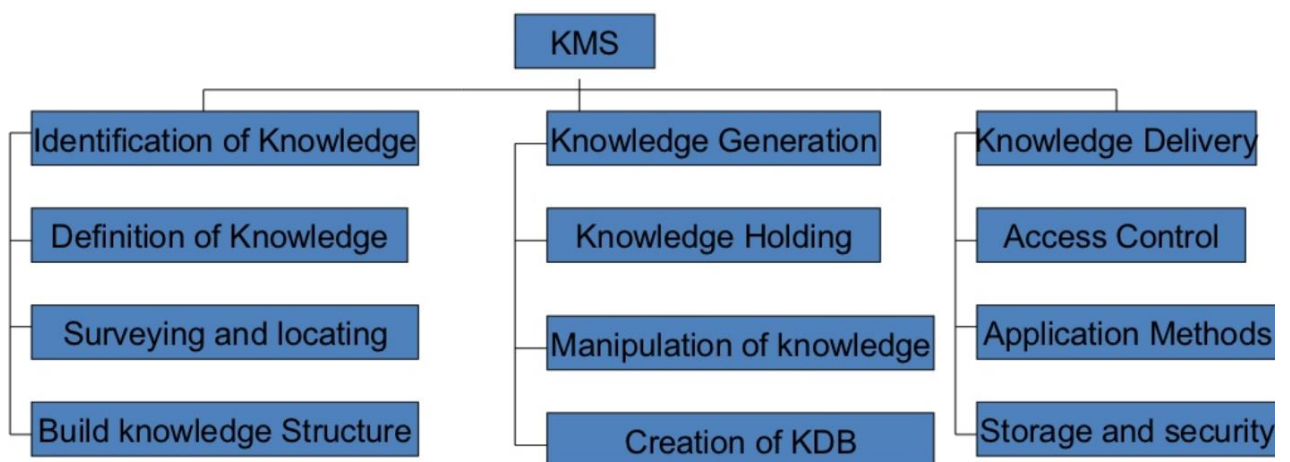 KMS
Identification of Knowledge
Definition of Knowledge
Surveying and locating
Build knowledge Structure
Knowledge Generation
Knowledge Holding
Manipulation of knowledge
Creation of KDB
Knowledge Delivery
Access Control
Application Methods
Storage and security